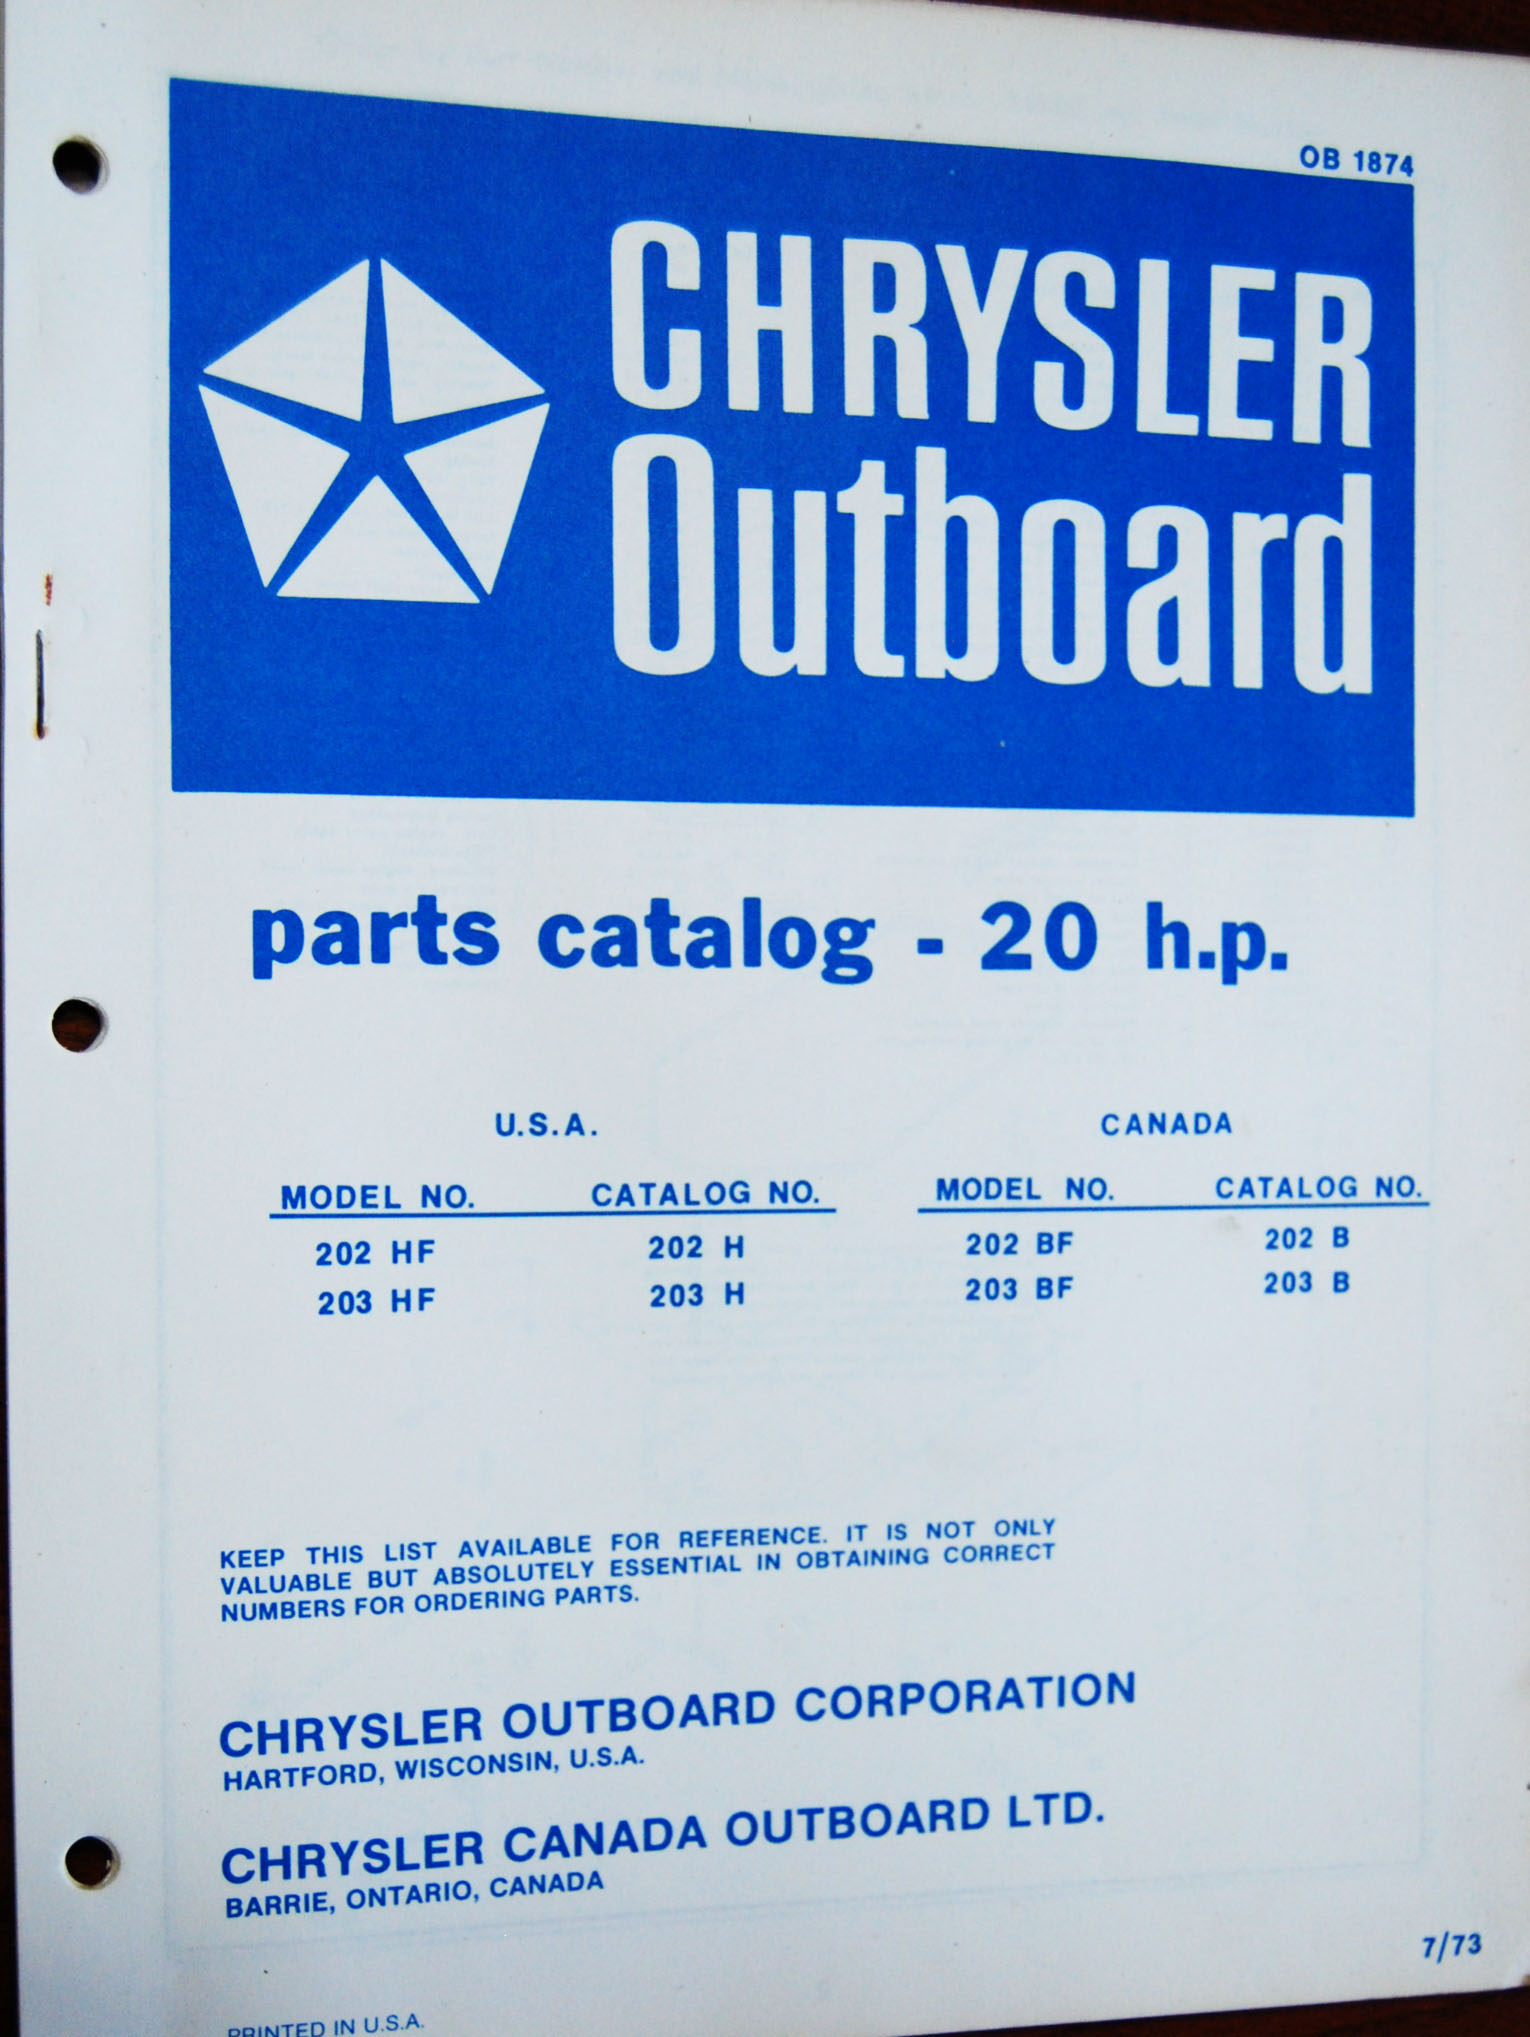 OB 1874
CHRYSLER
Outboard
parts catalog - 20 h.p.
U.S.A. CANADA
MODEL NO. CATALOG NO. MODEL NO. CATALOG NO.
202 HF 202 H 202 BF 202 B
203 HF 203 H 203 BF 203 B
KEEP THIS LIST AVAILABLE FOR REFERENCE. IT IS NOT ONLY
VALUABLE BUT ABSOLUTELY ESSENTIAL IN OBTAINING CORRECT
NUMBERS FOR ORDERING PARTS.
CHRYSLER OUTBOARD CORPORATION
HARTFORD, WISCONSIN, U.S.A.
CHRYSLER CANADA OUTBOARD LTD.
BARRIE, ONTARIO, CANADA
7/73
PRINTED IN U.S.A.